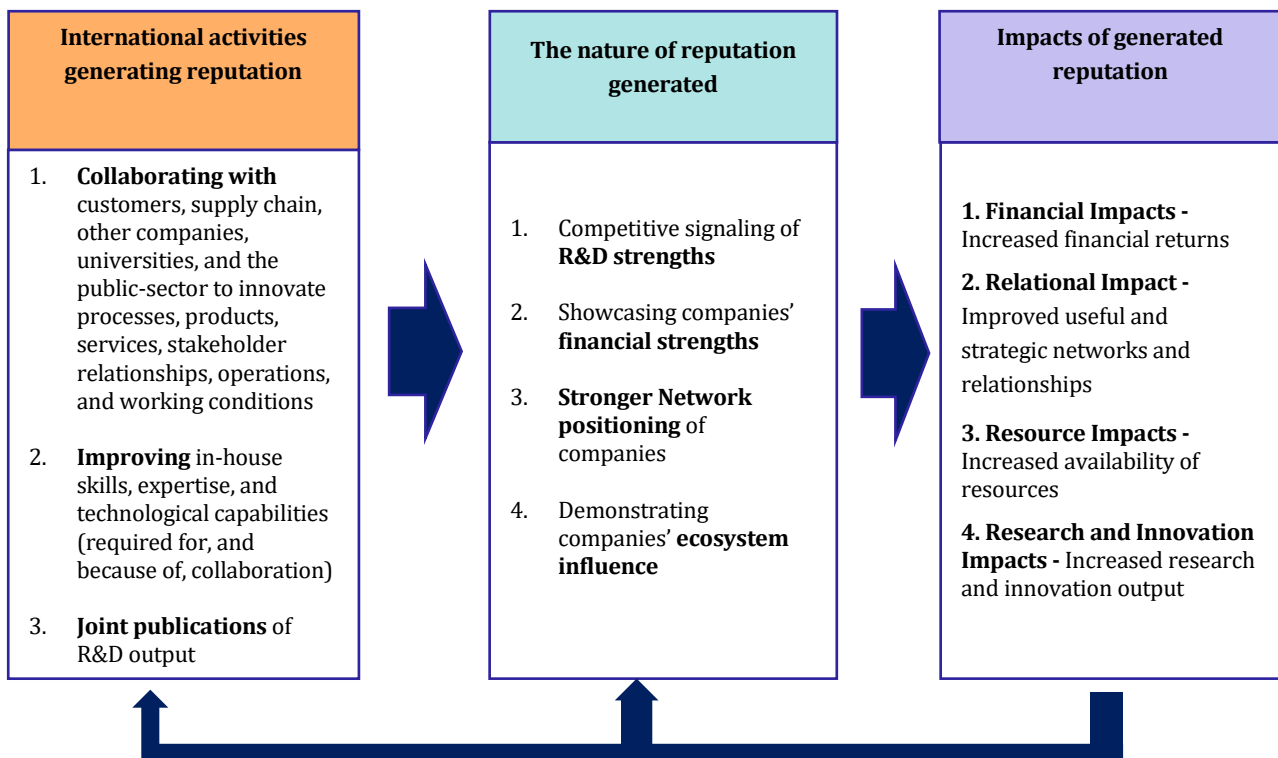 International activities
generating reputation
1. Collaborating with
customers, supply chain,
other companies,
universities, and the
public-sector to innovate
processes, products,
services, stakeholder
relationships, operations,
and working conditions
2. Improving in-house
skills, expertise, and
technological capabilities
(required for, and
because of, collaboration)
3. Joint publications of
R&D output
The nature of reputation
generated
1. Competitive signaling of
R&D strengths
2. Showcasing companies’
financial strengths
3. Stronger Network
positioning of
companies
4. Demonstrating
companies’ ecosystem
influence
Impacts of generated
reputation
1. Financial Impacts -
Increased financial returns
2. Relational Impact -
Improved useful and
strategic networks and
relationships
3. Resource Impacts -
Increased availability of
resources
4. Research and Innovation
Impacts - Increased research
and innovation output